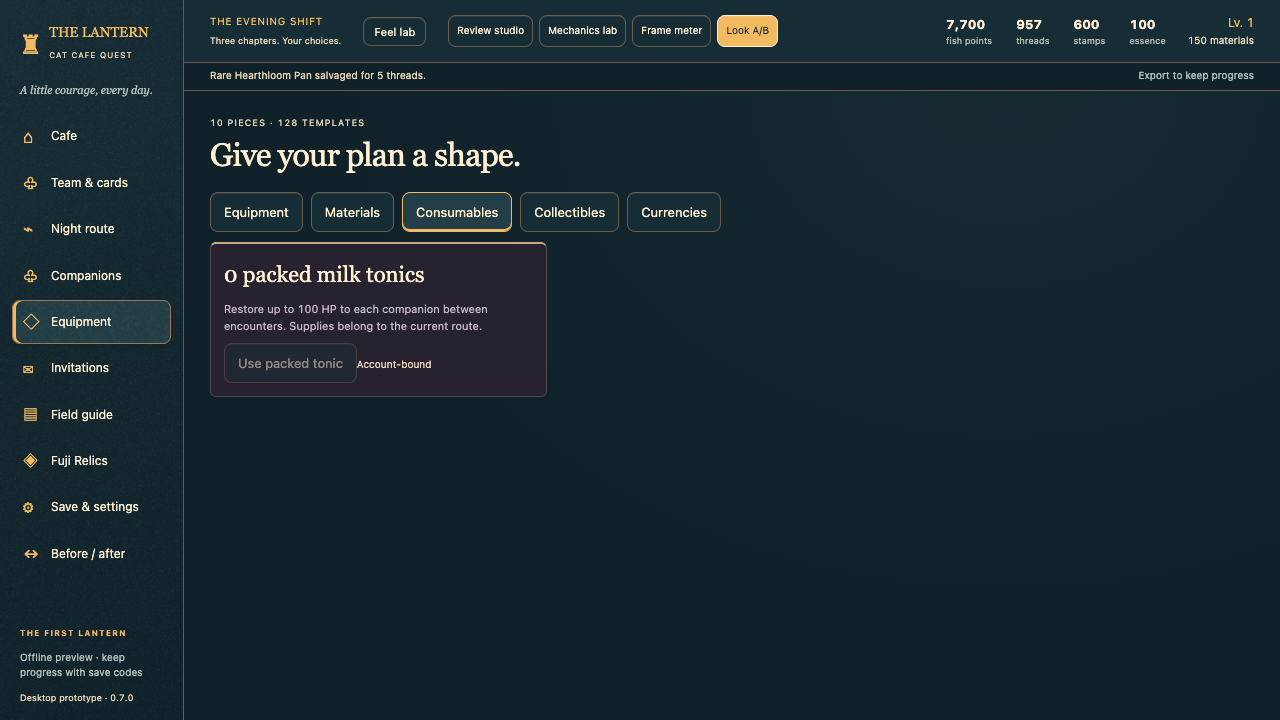 THE LANTERN
CAT CAFE QUEST
A little courage, every day.
Cafe
Team & cards
Night route
Companions
Equipment
Invitations
Field guide
Fuji Relics
Save & settings
Before / after
THE FIRST LANTERN
Offline preview · keep
progress with save codes
Desktop prototype · 0.7.0
THE EVENING SHIFT
Three chapters. Your choices.
Feel lab
Review studio
Mechanics lab
Frame meter
Look A/B
7,700
fish points
957
threads
600
stamps
100
essence
Lv. 1
150 materials
Rare Hearthloom Pan salvaged for 5 threads.
Export to keep progress
10 PIECES · 128 TEMPLATES
Give your plan a shape.
Equipment
Materials
Consumables
Collectibles
Currencies
0 packed milk tonics
Restore up to 100 HP to each companion between
encounters. Supplies belong to the current route.
Use packed tonic
Account-bound